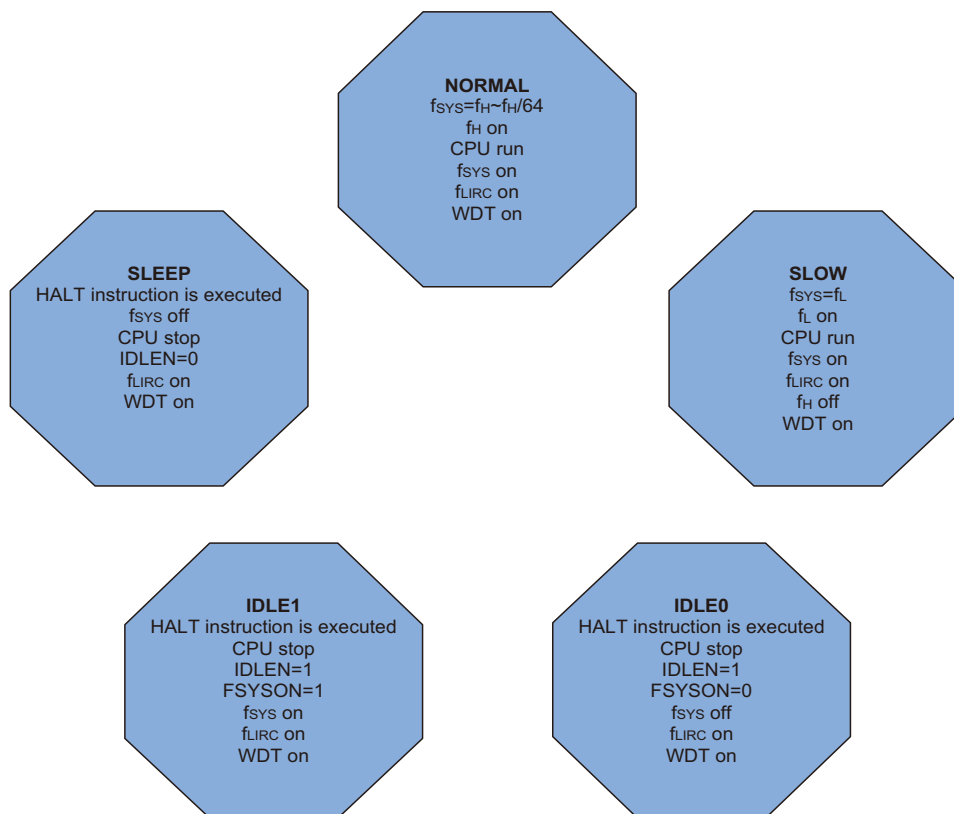 NORMAL
fSYS=fH~fH/64
fH on
CPU run
fSYS on
fLIRC on
WDT on
SLEEP
HALT instruction is executed
fSYS off
CPU stop
IDLEN=0
fLIRC on
WDT on
SLOW
fSYS=fL
fL on
CPU run
fSYS on
fLIRC on
fH off
WDT on
IDLE1
HALT instruction is executed
CPU stop
IDLEN=1
FSYSON=1
fSYS on
fLIRC on
WDT on
IDLE0
HALT instruction is executed
CPU stop
IDLEN=1
FSYSON=0
fSYS off
fLIRC on
WDT on